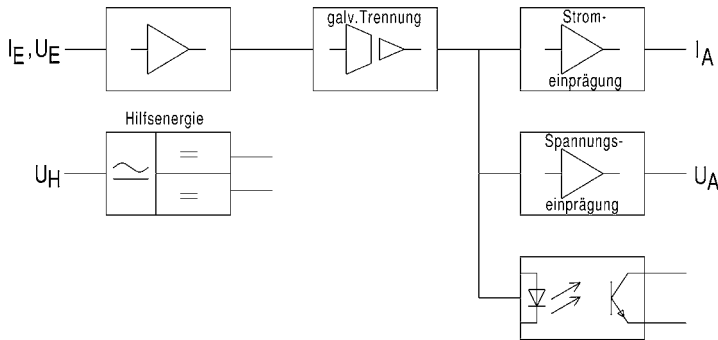 galv.Trennung
Strom-
I_E,U_E
I_A
einprägung
Hilfsenergie
Spannungs-
U_H
U_A
einprägung